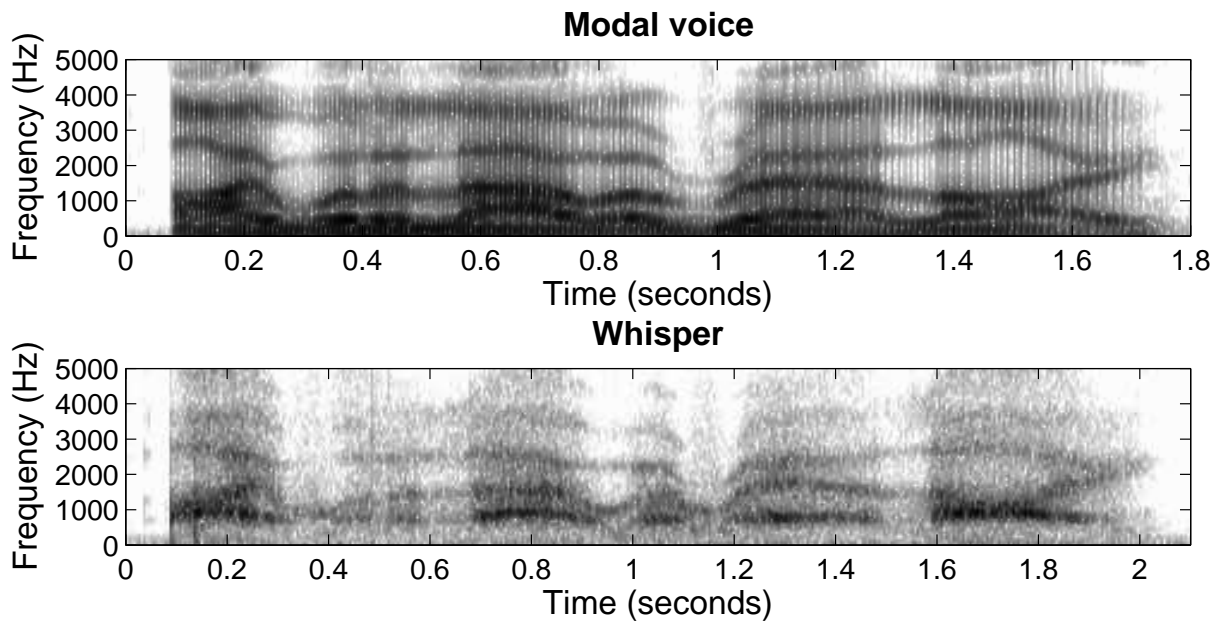 Modal voice
Frequency (Hz)
5000
4000
3000
2000
1000
0
0 0.2 0.4 0.6 0.8 1 1.2 1.4 1.6 1.8
Time (seconds)
Whisper
Frequency (Hz)
5000
4000
3000
2000
1000
0
0 0.2 0.4 0.6 0.8 1 1.2 1.4 1.6 1.8 2
Time (seconds)